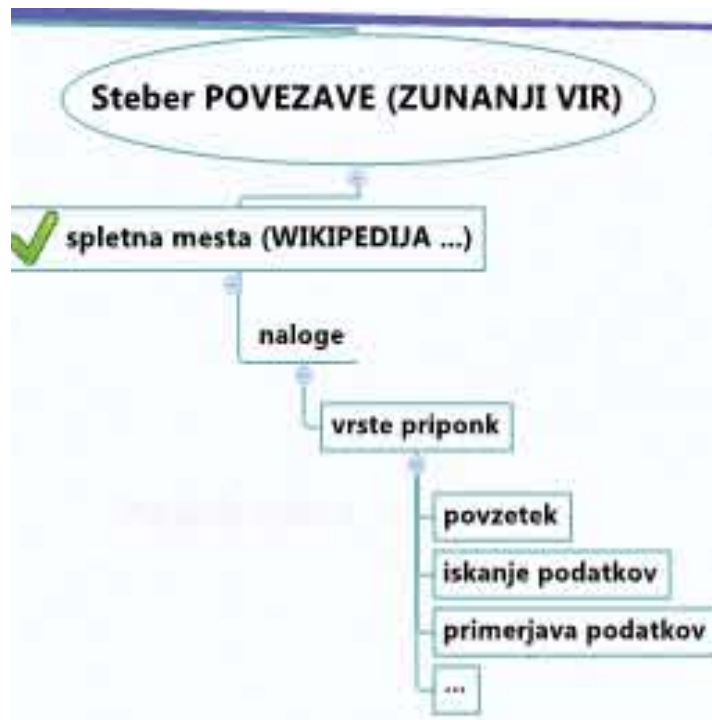 Steber POVEZAVE (ZUNANJI VIR)
spletna mesta (WIKIPEDIJA ...)
naloge
vrste priponk
povzetek
iskanje podatkov
primerjava podatkov
...